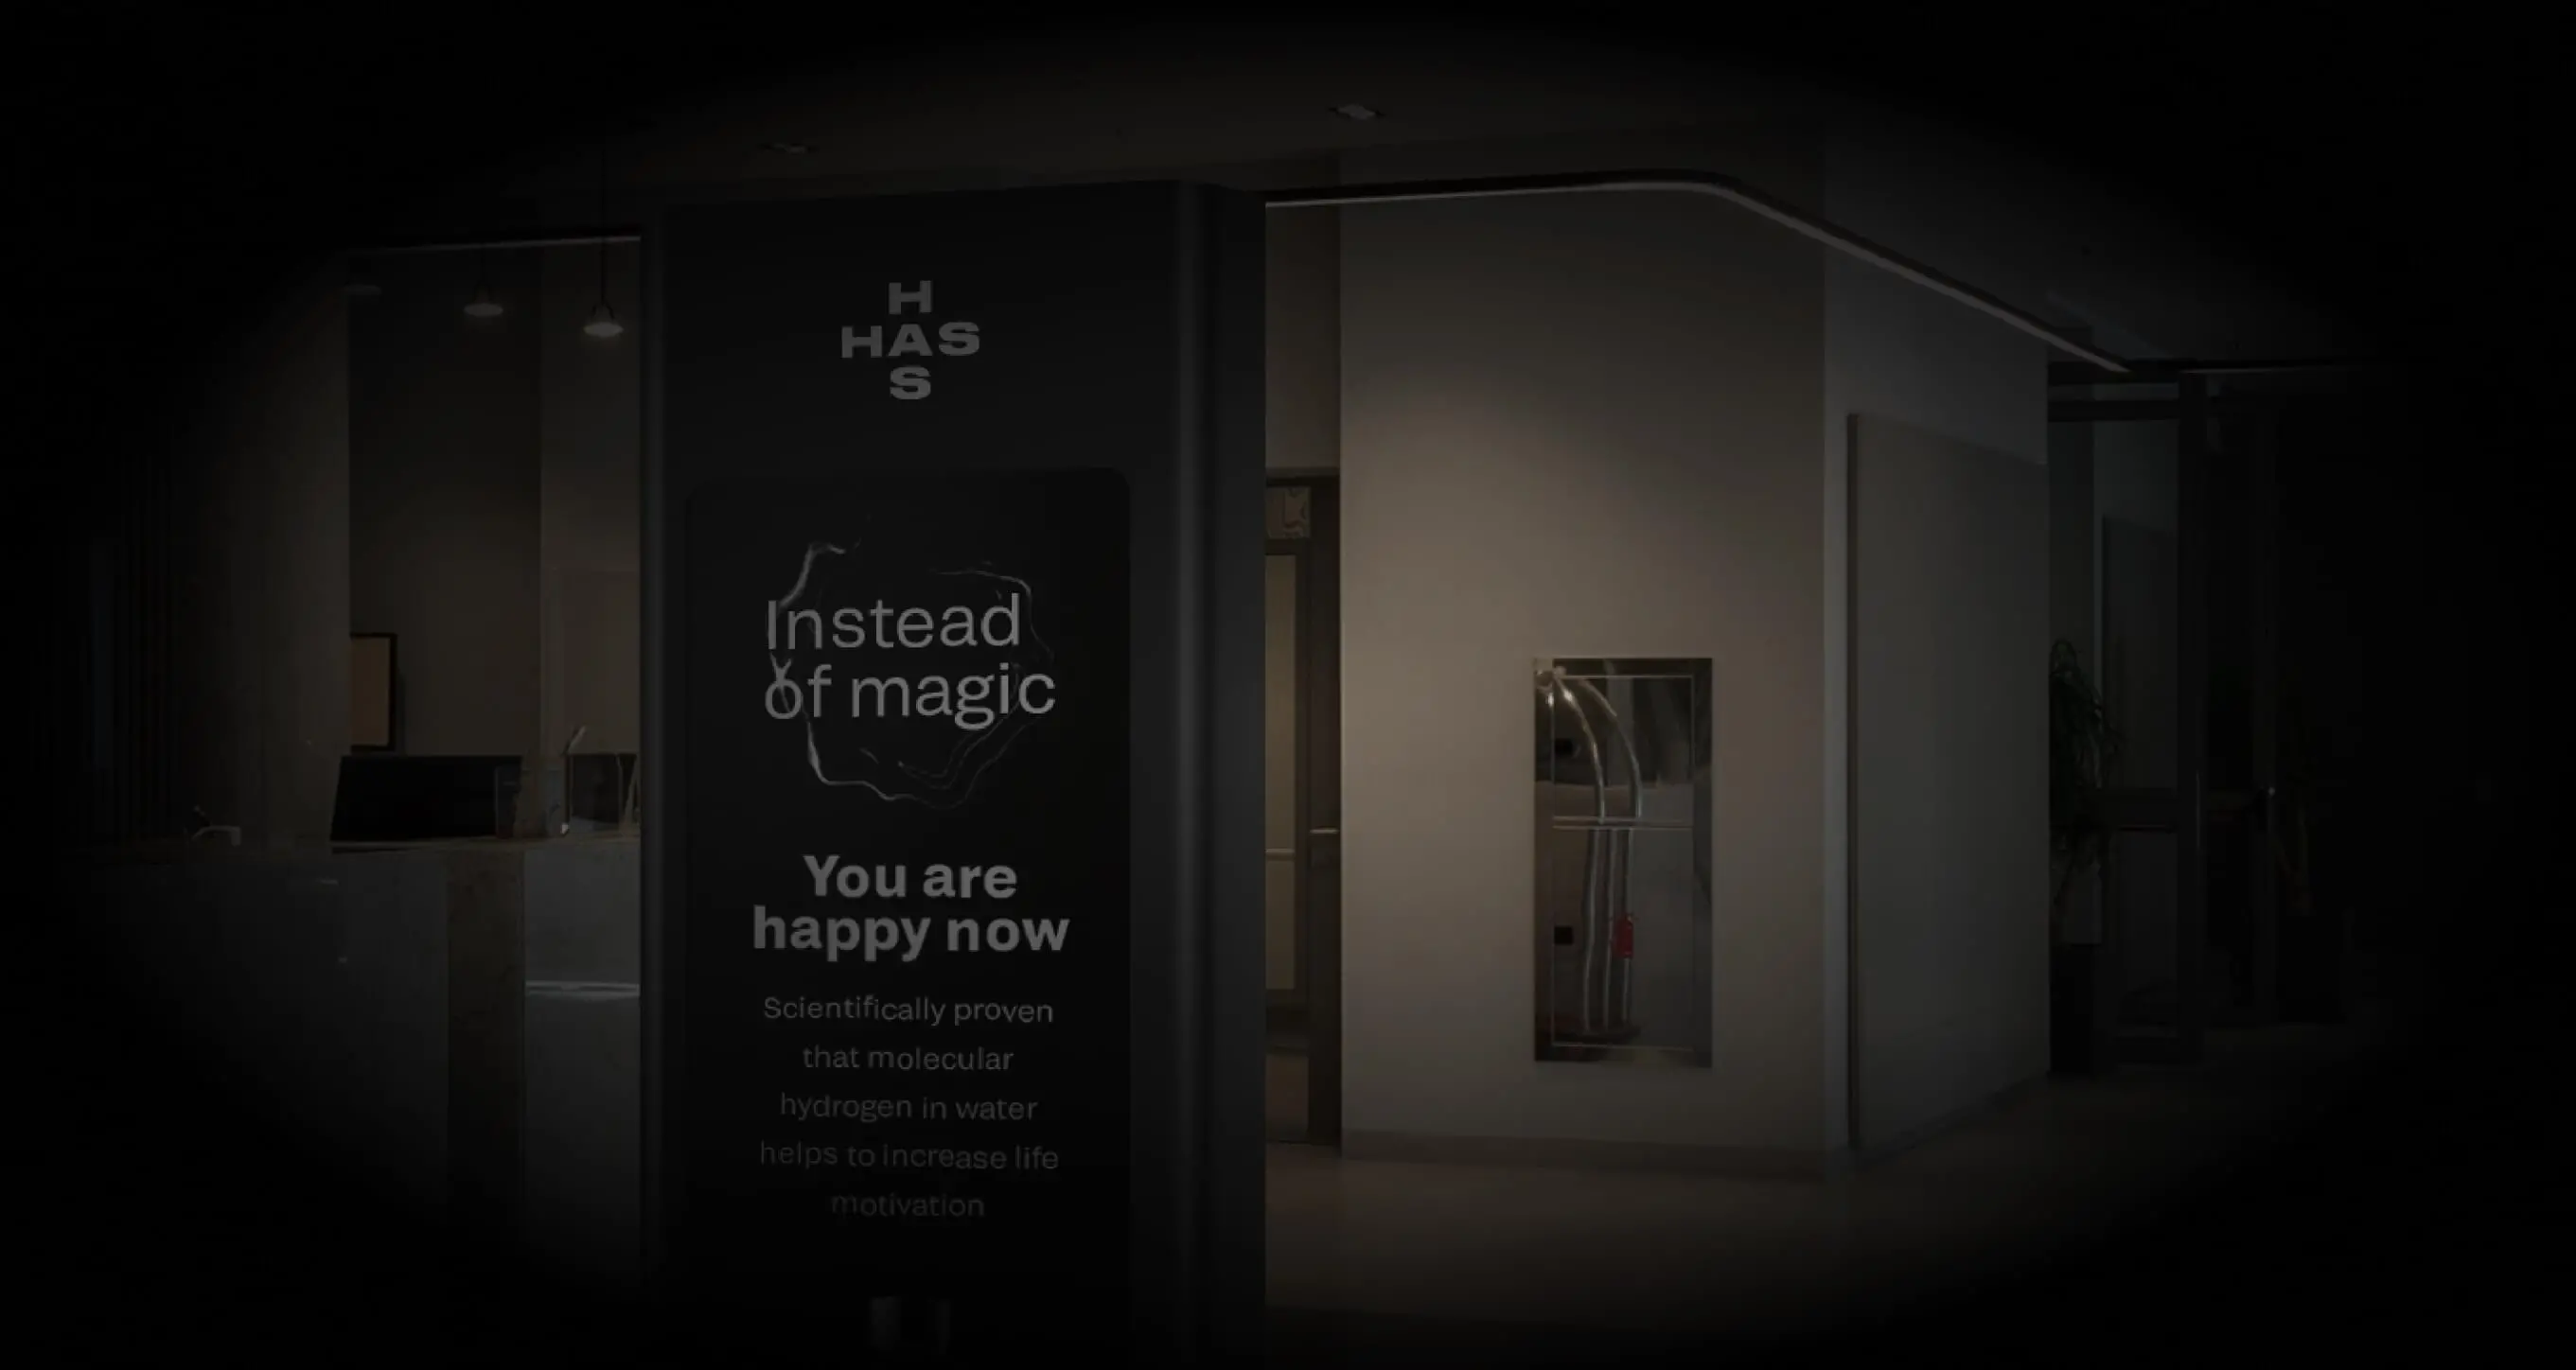 H
HAS
S
Instead
of magic
You are
happy now
Scientifically proven
that molecular
hydrogen in water
helps to increase life
motivation